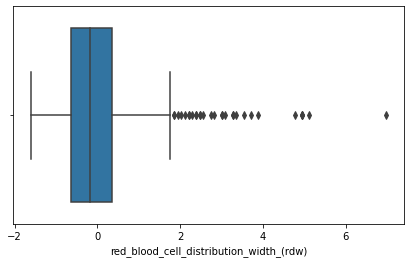 −2 0 2 4 6
red_blood_cell_distribution_width_(rdw)